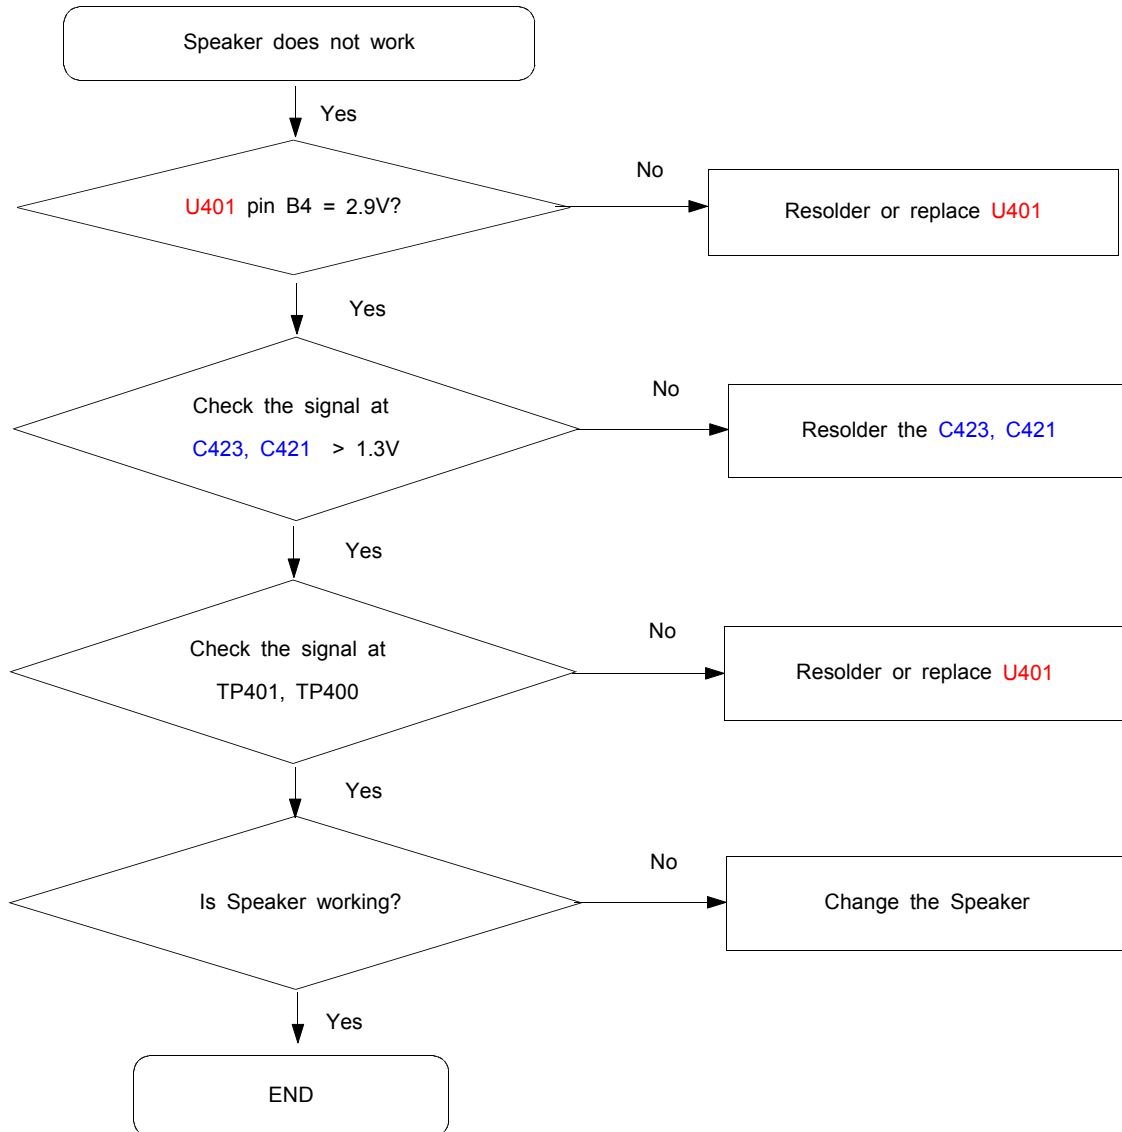 Speaker does not work
Yes
U401 pin B4 = 2.9V?
No
Resolder or replace U401
Yes
Check the signal at
C423, C421 > 1.3V
No
Resolder the C423, C421
Yes
Check the signal at
TP401, TP400
No
Resolder or replace U401
Yes
Is Speaker working?
No
Change the Speaker
Yes
END